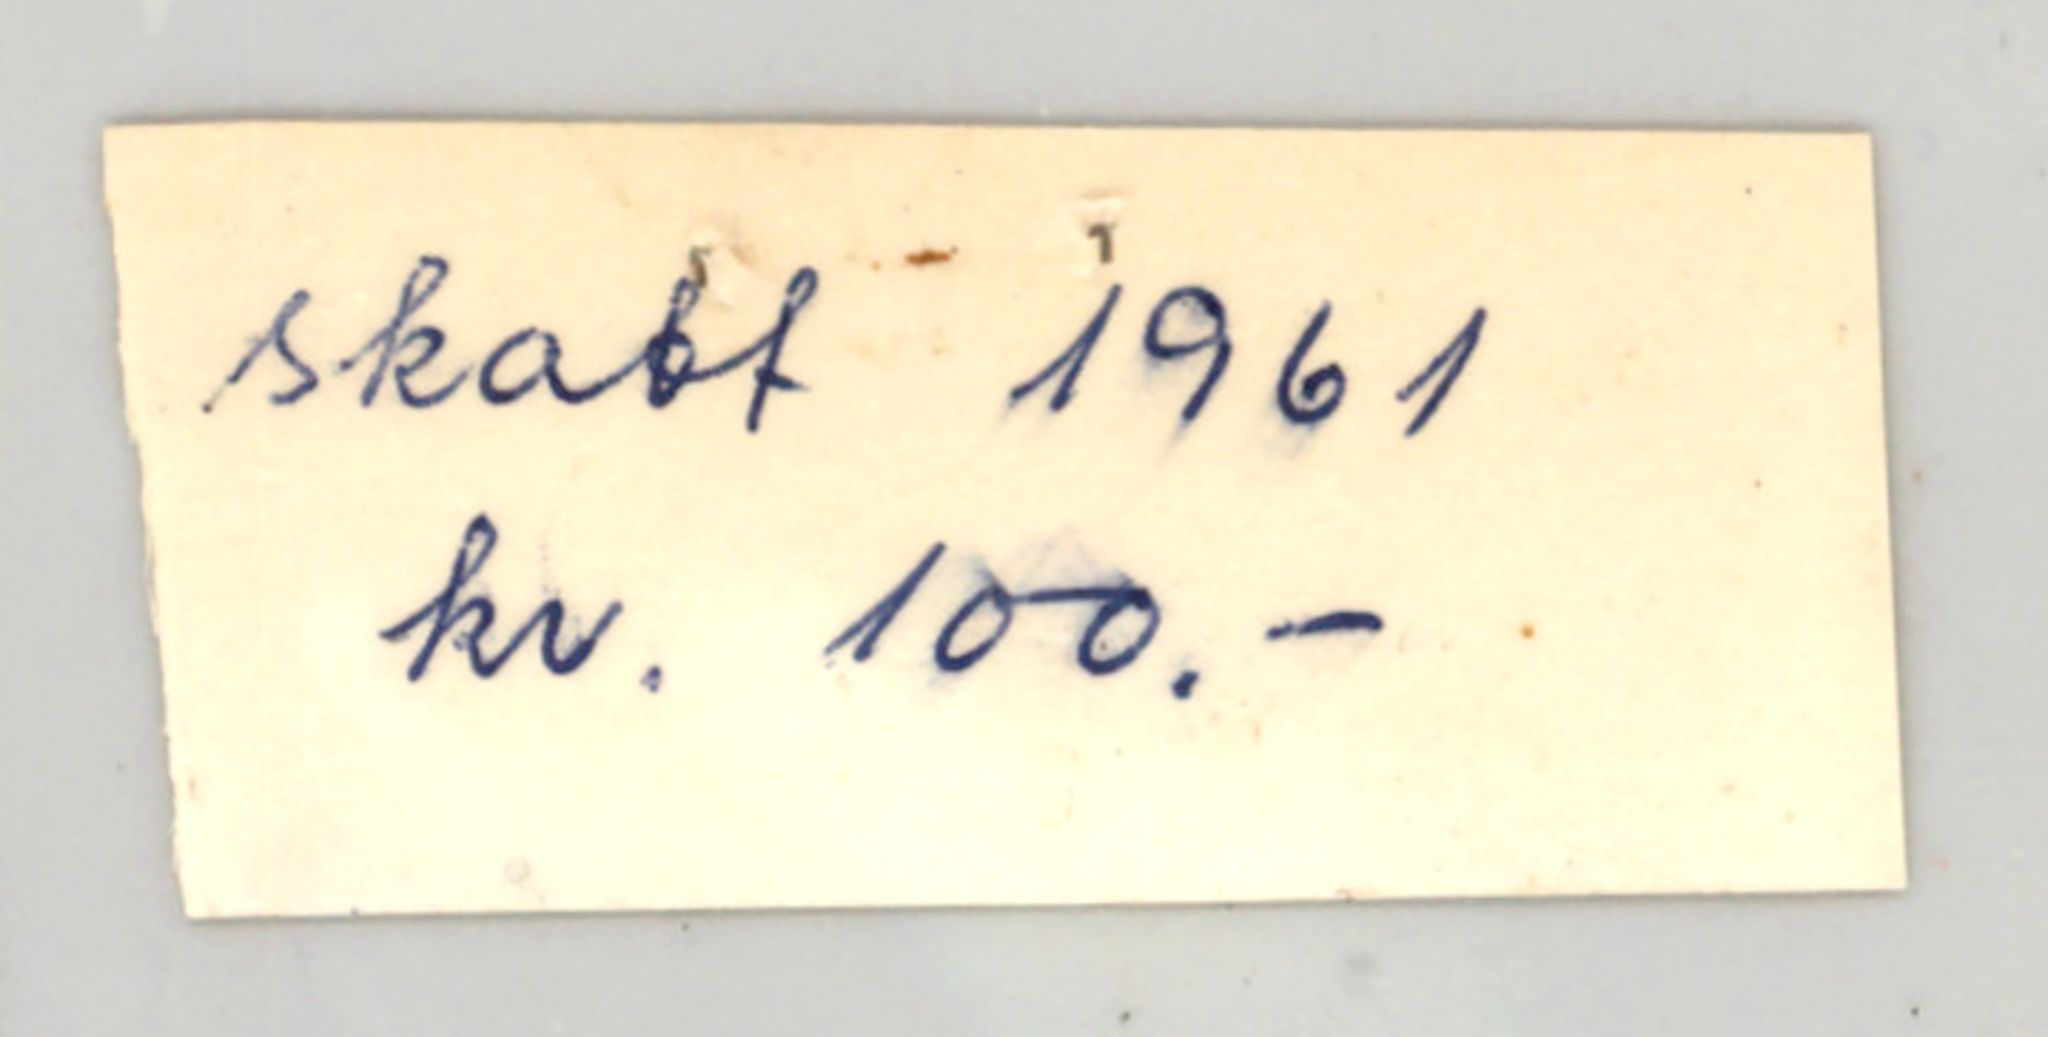 skatt 1961
kr. 100.-